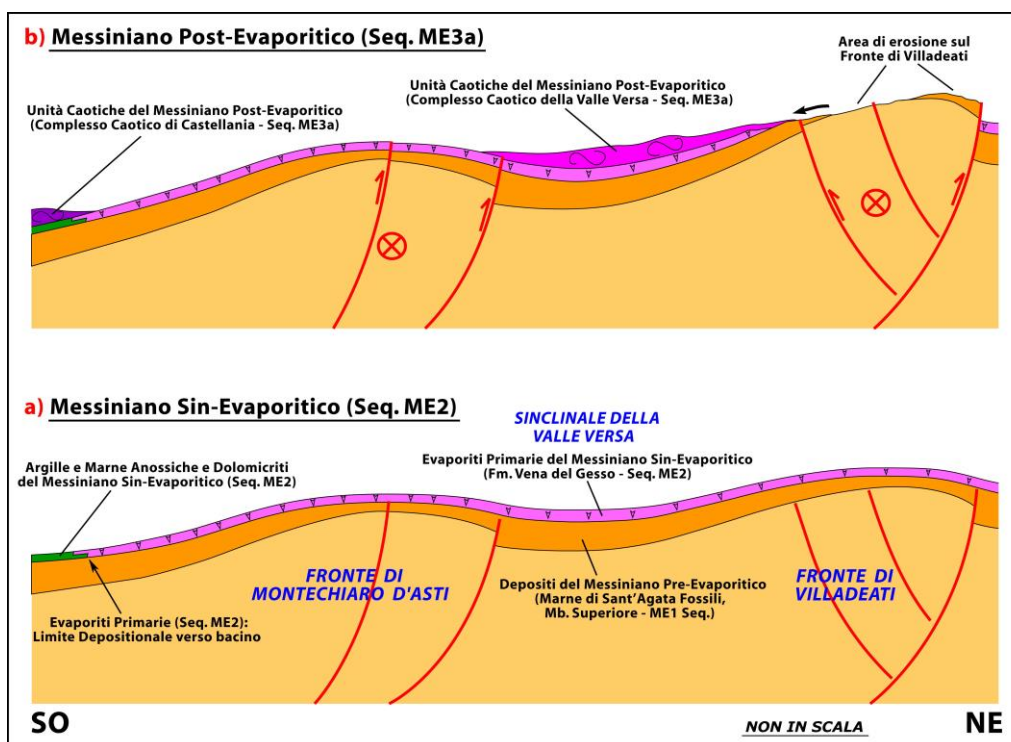 b) Messiniano Post-Evaporitico (Seq. ME3a)
Area di erosione sul
Fronte di Villadeati
Unità Caotiche del Messiniano Post-Evaporitico
(Complesso Caotico della Valle Versa - Seq. ME3a)
Unità Caotiche del Messiniano Post-Evaporitico
(Complesso Caotico di Castellania - Seq. ME3a)
a) Messiniano Sin-Evaporitico (Seq. ME2)
SINCLINALE DELLA
VALLE VERSA
Evaporiti Primarie del Messiniano Sin-Evaporitico
(Fm. Vena del Gesso - Seq. ME2)
Argille e Marne Anossiche e Dolomicriti
del Messiniano Sin-Evaporitico (Seq. ME2)
FRONTE DI
MONTECHIARO D'ASTI
Depositi del Messiniano Pre-Evaporitico
(Marne di Sant'Agata Fossili,
Mb. Superiore - ME1 Seq.)
FRONTE DI
VILLADEATI
Evaporiti Primarie (Seq. ME2):
Limite Depositionale verso bacino
SO
NON IN SCALA
NE